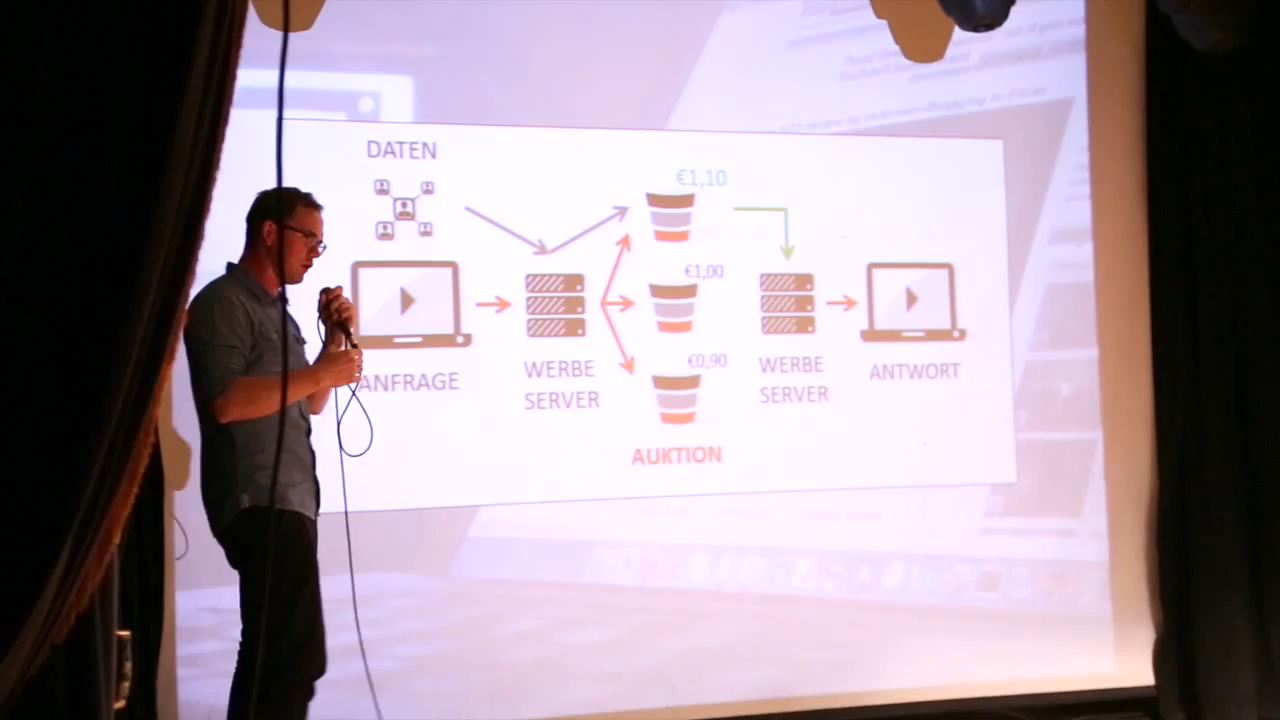 DATEN
€1,10
€1,00
€0,90
ANFRAGE
WERBE
SERVER
WERBE
SERVER
ANTWORT
AUKTION